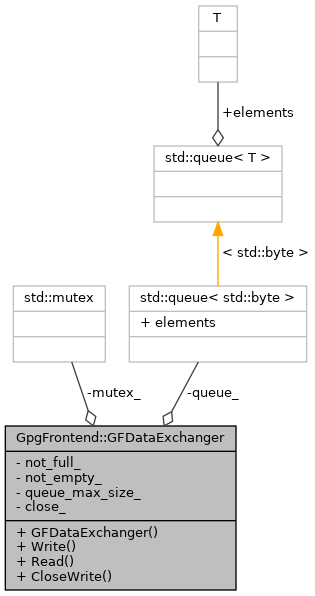 T
+elements
std::queue< T >
< std::byte >
std::mutex
std::queue< std::byte >
+ elements
-mutex_
-queue_
GpgFrontend::GFDataExchanger
- not_full_
- not_empty_
- queue_max_size_
- close_
+ GFDataExchanger()
+ Write()
+ Read()
+ CloseWrite()